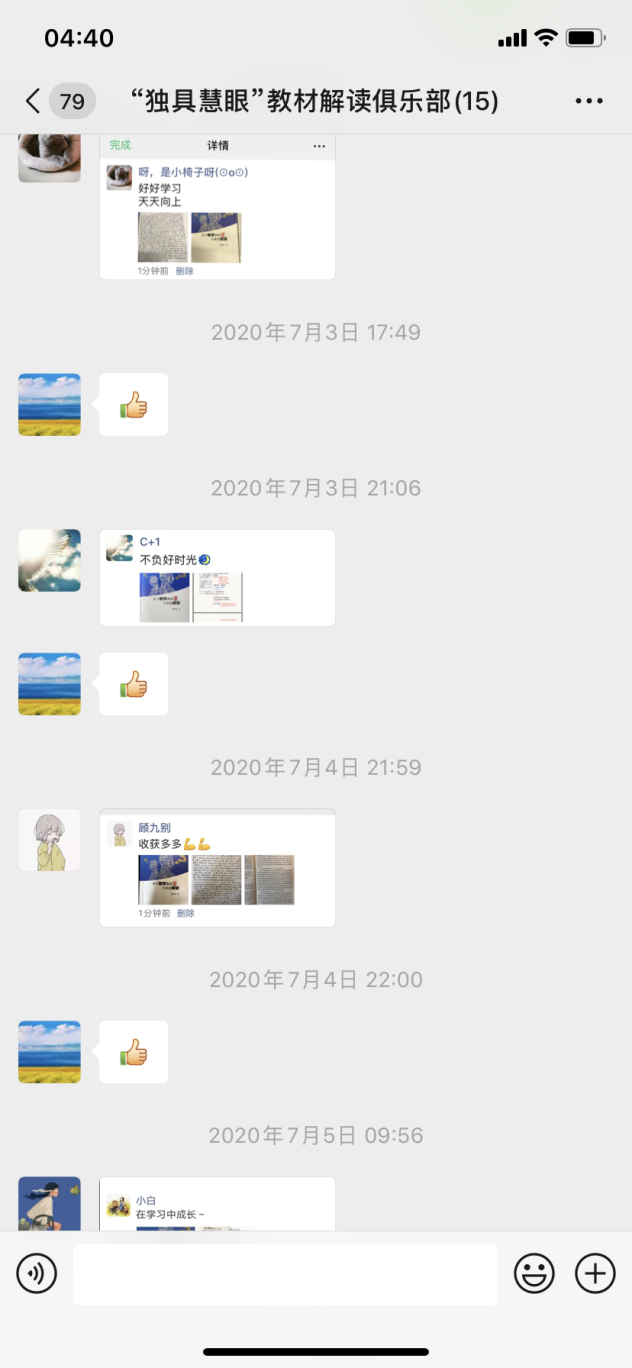 04:40
79
“独具慧眼”教材解读俱乐部(15)
完成
详情
呀，是小椅子呀(⊙o⊙)
好好学习
天天向上
1分钟前 删除
2020年7月3日 17:49
2020年7月3日 21:06
C+1
不负好时光
2020年7月4日 21:59
顾九别
收获多多💪💪
1分钟前 删除
2020年7月4日 22:00
2020年7月5日 09:56
小白
在学习中成长~